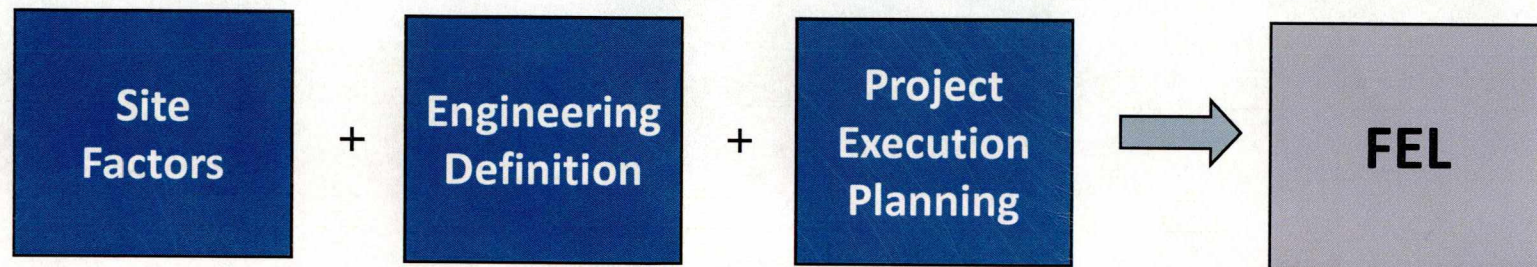 Site
Factors
+
Engineering
Definition
+
Project
Execution
Planning
FEL